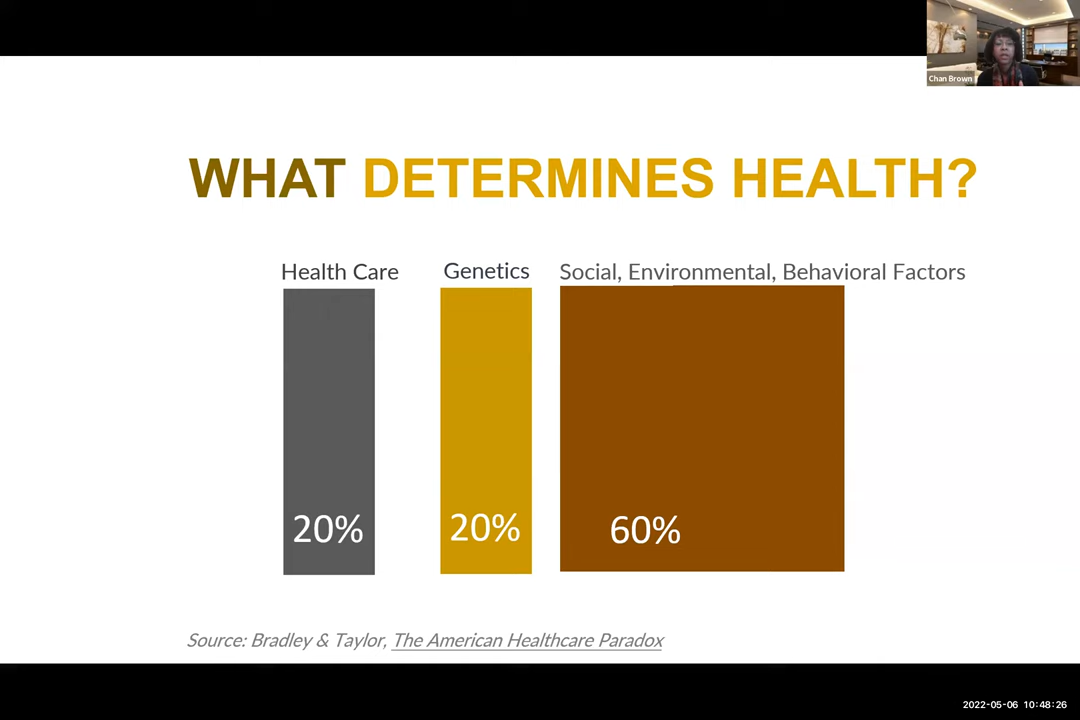 Chan Brown
WHAT DETERMINES HEALTH?
Health Care
Genetics
Social, Environmental, Behavioral Factors
20%
20%
60%
Source: Bradley & Taylor, The American Healthcare Paradox
2022-05-06 10:48:26